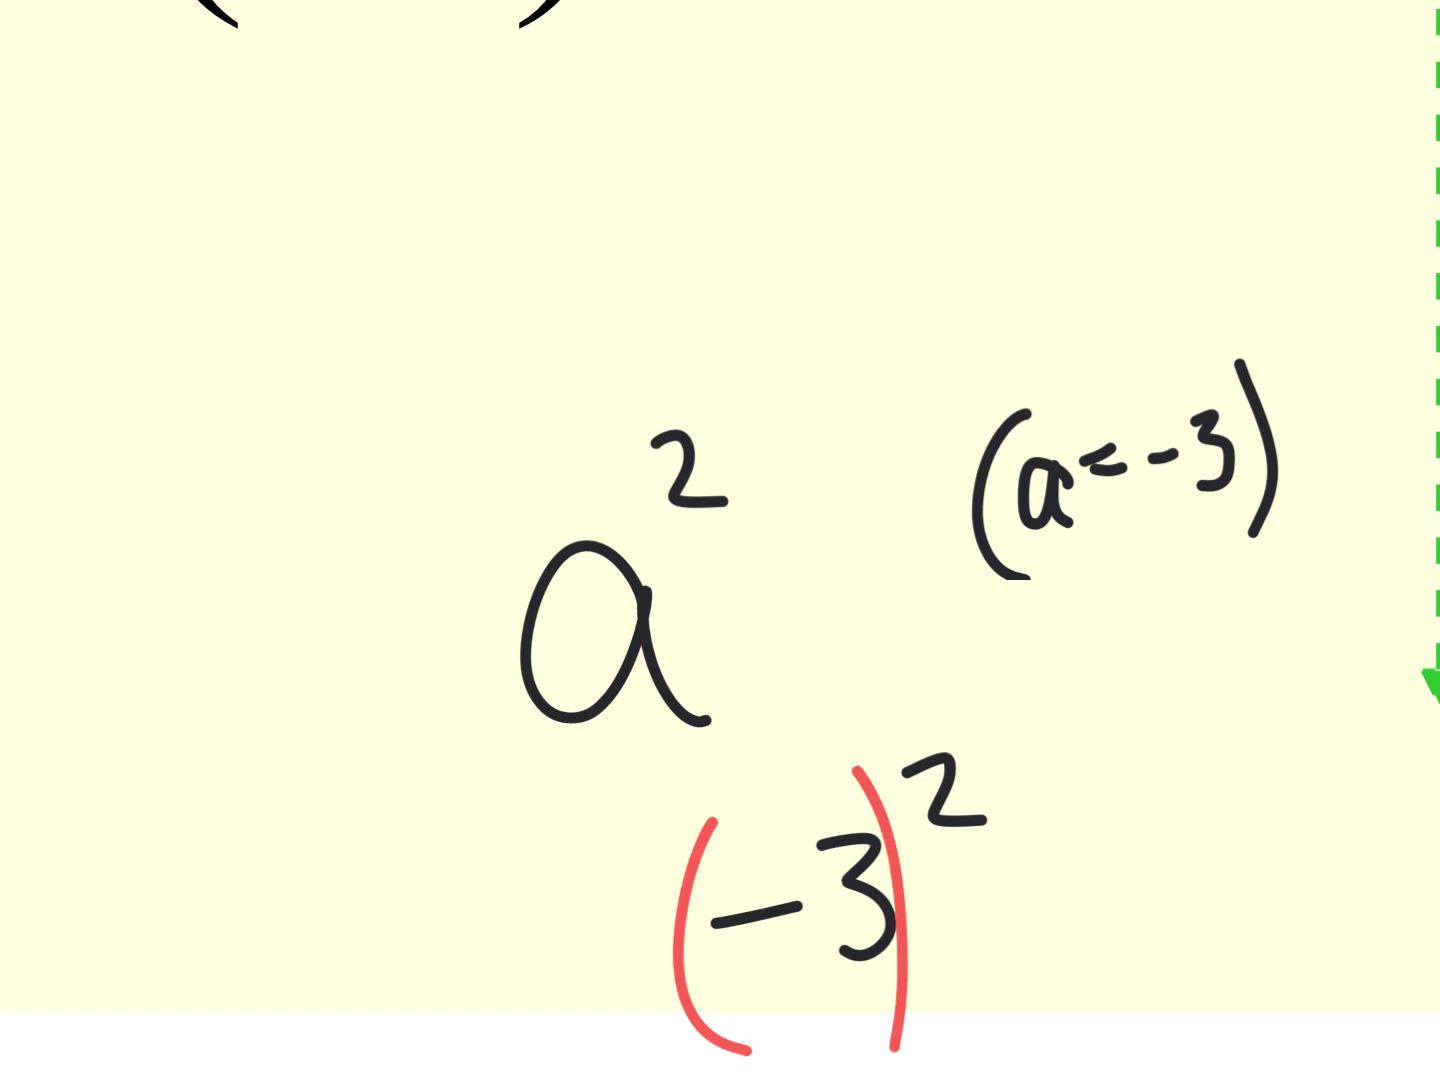 ( )
a² (a = -3)
(-3)²